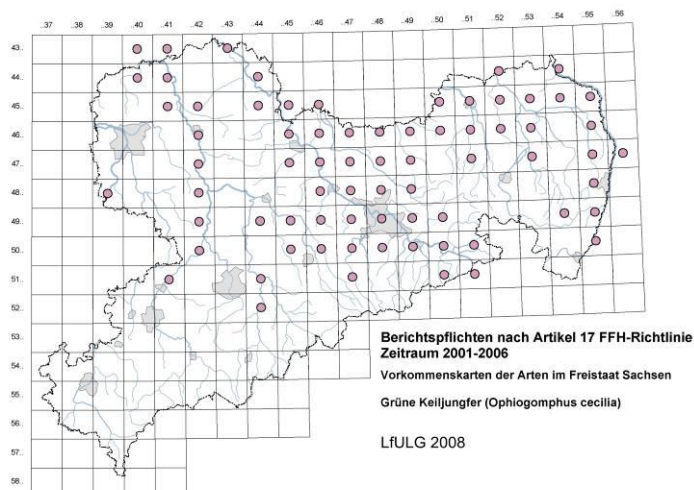 ..37 ..38 ..39 ..40 ..41 ..42 ..43 ..44 ..45 ..46 ..47 ..48 ..49 ..50 ..51 ..52 ..53 ..54 ..55 ..56
43..
44..
45..
46..
47..
48..
49..
50..
51..
52..
53..
54..
55..
56..
57..
58..
Berichtspflichten nach Artikel 17 FFH-Richtlinie
Zeitraum 2001-2006
Vorkommenskarten der Arten im Freistaat Sachsen
Grüne Keiljungfer (Ophiogomphus cecilia)
LfULG 2008